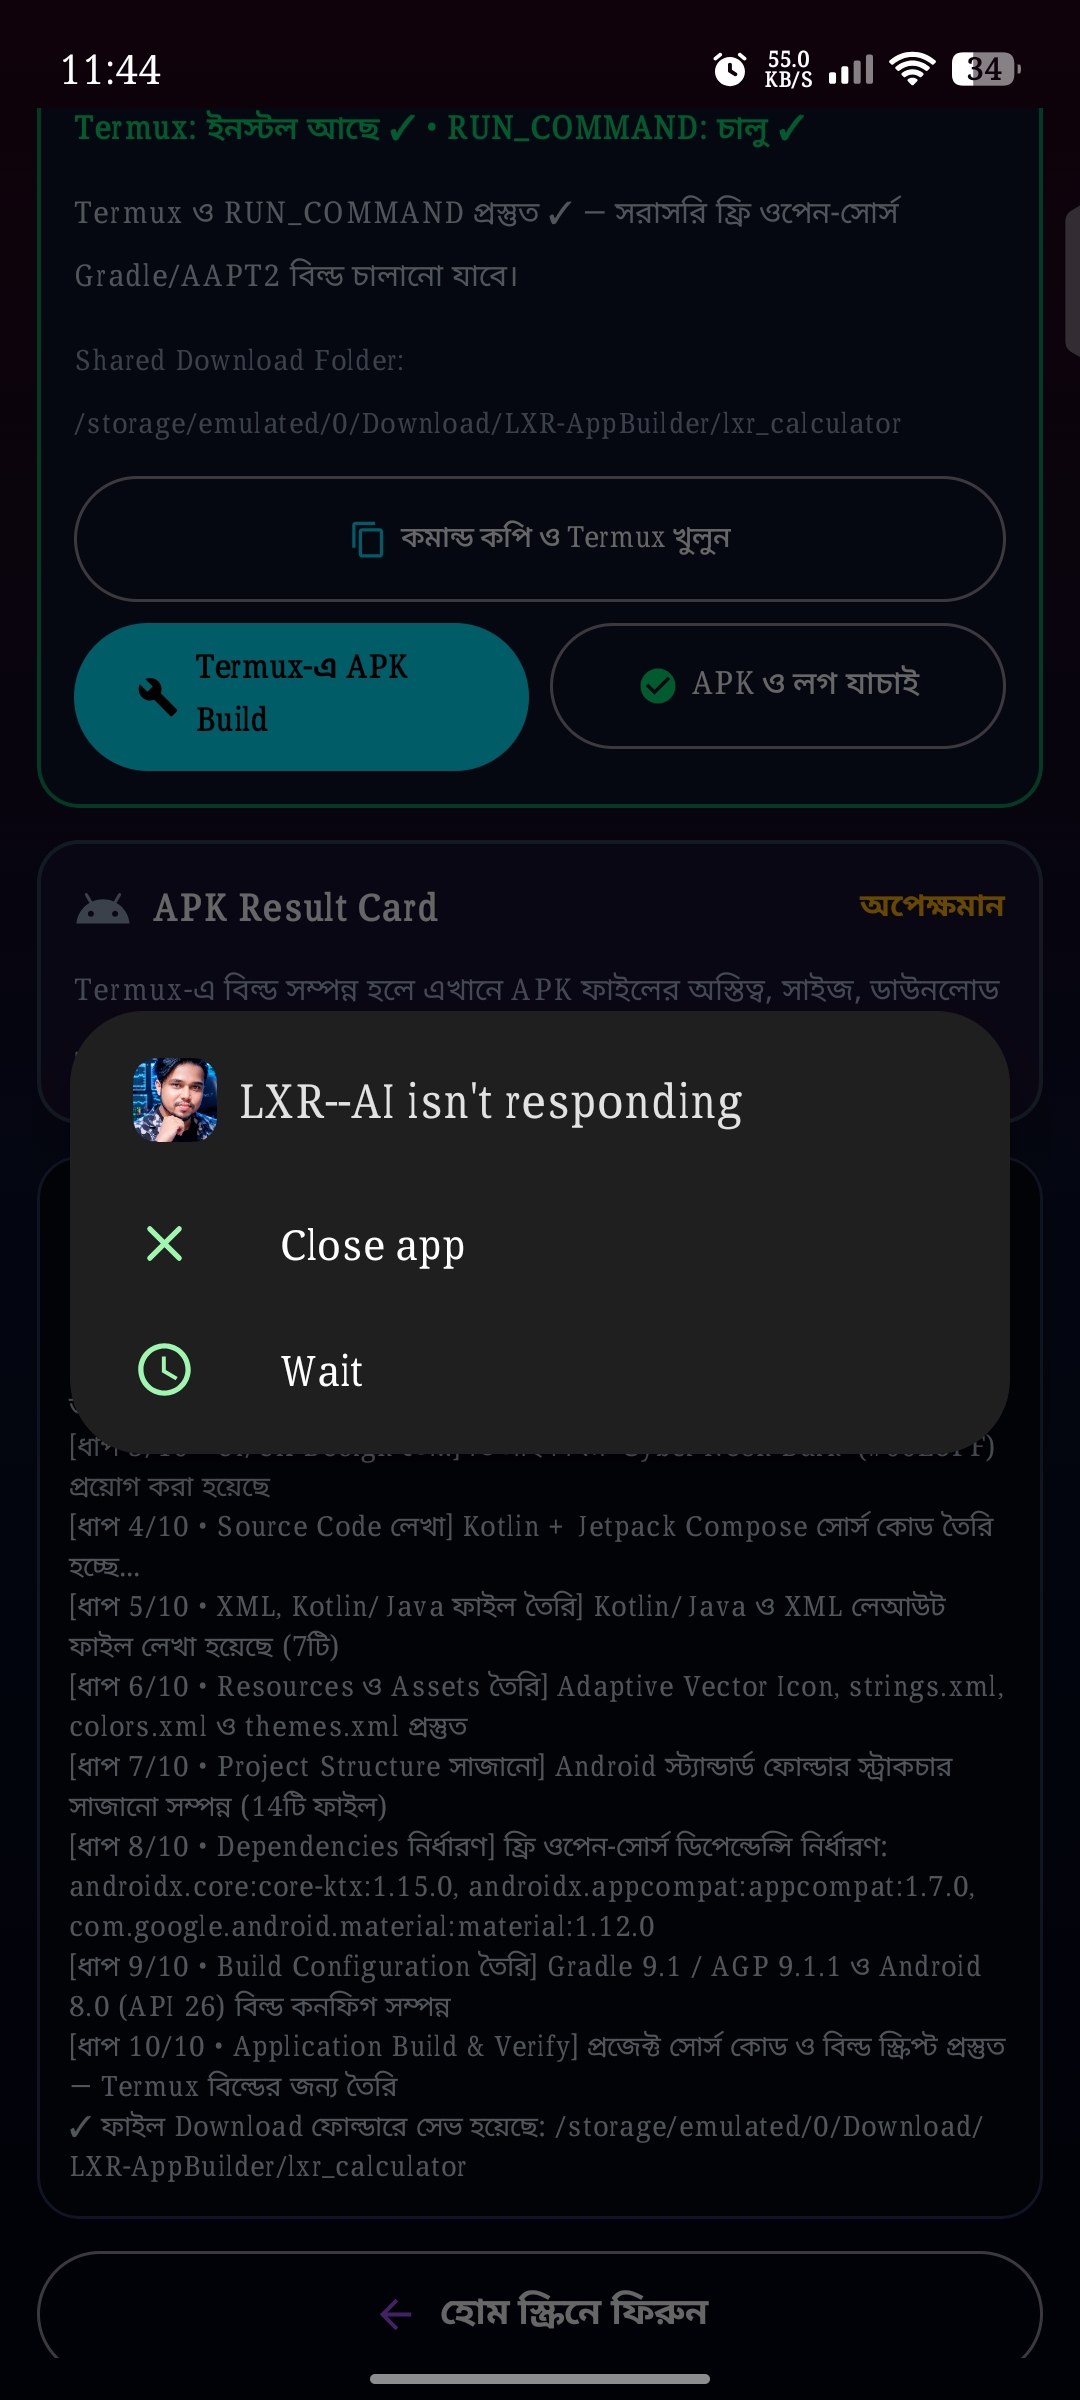 11:44
55.0
KB/S
34
Termux: ইনস্টল আছে ✓ • RUN_COMMAND: চালু ✓
Termux ও RUN_COMMAND প্রস্তুত ✓ — সরাসরি ফ্রি ওপেন-সোর্স
Gradle/AAPT2 বিল্ড চালানো যাবে।
Shared Download Folder:
/storage/emulated/0/Download/LXR-AppBuilder/lxr_calculator
কমান্ড কপি ও Termux খুলুন
Termux-এ APK
Build
APK ও লগ যাচাই
APK Result Card
অপেক্ষমান
Termux-এ বিল্ড সম্পন্ন হলে এখানে APK ফাইলের অস্তিত্ব, সাইজ, ডাউনলোড
LXR--AI isn't responding
Close app
Wait
প্রয়োগ করা হয়েছে
[ধাপ 4/10 • Source Code লেখা] Kotlin + Jetpack Compose সোর্স কোড তৈরি
হচ্ছে...
[ধাপ 5/10 • XML, Kotlin/Java ফাইল তৈরি] Kotlin/Java ও XML লেআউট
ফাইল লেখা হয়েছে (7টি)
[ধাপ 6/10 • Resources ও Assets তৈরি] Adaptive Vector Icon, strings.xml,
colors.xml ও themes.xml প্রস্তুত
[ধাপ 7/10 • Project Structure সাজানো] Android স্ট্যান্ডার্ড ফোল্ডার স্ট্রাকচার
সাজানো সম্পন্ন (14টি ফাইল)
[ধাপ 8/10 • Dependencies নির্ধারণ] ফ্রি ওপেন-সোর্স ডিপেন্ডেন্সি নির্ধারণ:
androidx.core:core-ktx:1.15.0, androidx.appcompat:appcompat:1.7.0,
com.google.android.material:material:1.12.0
[ধাপ 9/10 • Build Configuration তৈরি] Gradle 9.1 / AGP 9.1.1 ও Android
8.0 (API 26) বিল্ড কনফিগ সম্পন্ন
[ধাপ 10/10 • Application Build & Verify] প্রজেক্ট সোর্স কোড ও বিল্ড স্ক্রিপ্ট প্রস্তুত
— Termux বিল্ডের জন্য তৈরি
✓ ফাইল Download ফোল্ডারে সেভ হয়েছে: /storage/emulated/0/Download/
LXR-AppBuilder/lxr_calculator
হোম স্ক্রিনে ফিরুন